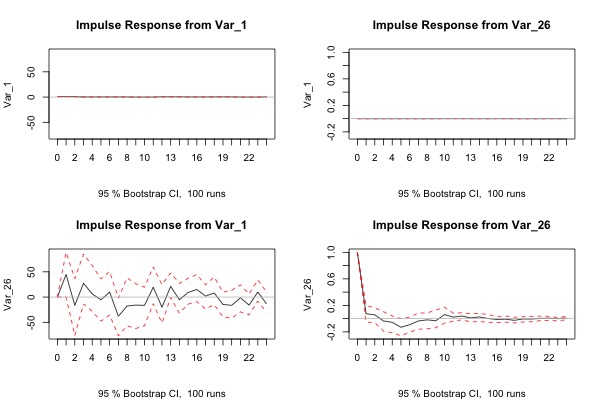 Impulse Response from Var_1
Var_1
50
0
-50
0 2 4 6 8 10 13 16 19 22
95 % Bootstrap CI, 100 runs
Impulse Response from Var_26
Var_1
1.0
0.6
0.2
-0.2
0 2 4 6 8 10 13 16 19 22
95 % Bootstrap CI, 100 runs
Impulse Response from Var_1
Var_26
50
0
-50
0 2 4 6 8 10 13 16 19 22
95 % Bootstrap CI, 100 runs
Impulse Response from Var_26
Var_26
1.0
0.6
0.2
-0.2
0 2 4 6 8 10 13 16 19 22
95 % Bootstrap CI, 100 runs